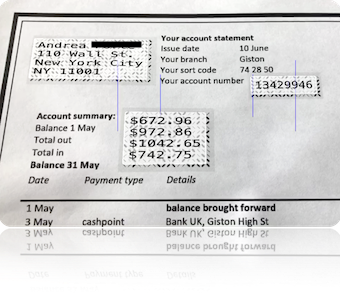 Your account statement
Andrea
Issue date 10 June
110 Wall St.
Your branch Giston
New York City
Your sort code 74 28 50
NY 11001
Your account number 13429946
Account summary:
Balance 1 May $672.96
Total out $972.86
Total in $1042.65
Balance 31 May $742.75
Date Payment type Details
1 May balance brought forward
3 May cashpoint Bank UK, Giston High St